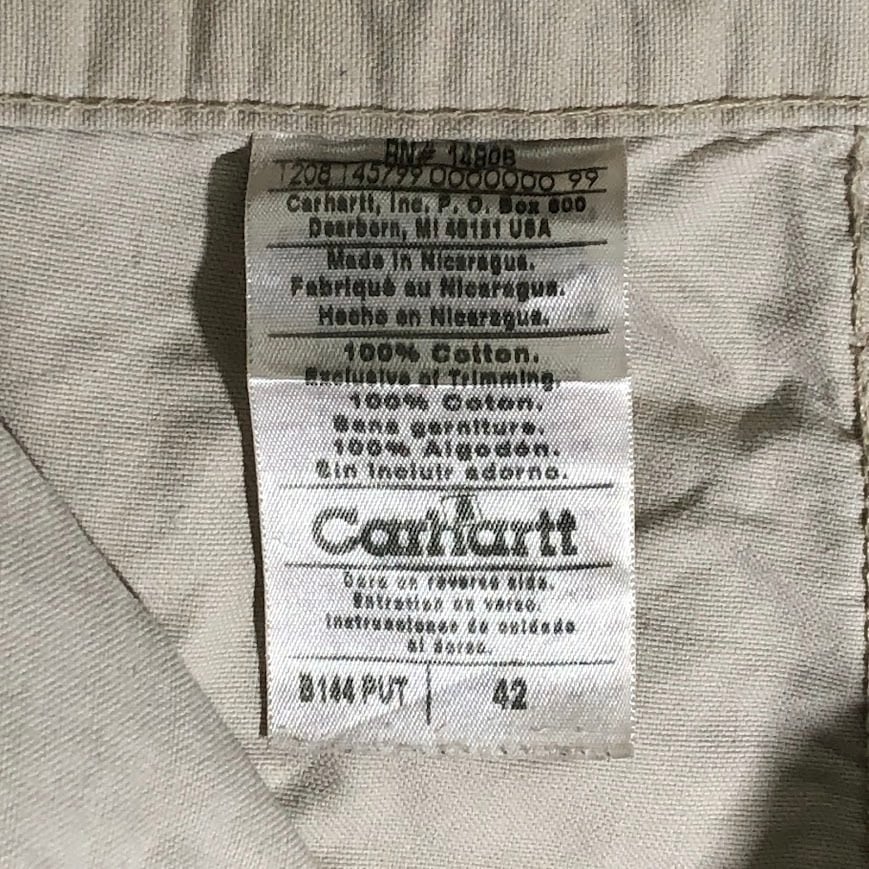 RN# 14806
1208 145799 0000000 99
Carhartt, Inc. P. O. Box 600
Dearborn, MI 48121 USA
Made in Nicaragua.
Fabriqué au Nicaragua.
Hecho en Nicaragua.
100% Cotton.
Exclusive of Trimming.
100% Coton.
Sans garniture.
100% Algodón.
Sin incluir adorno.
Carhartt
Care on reverse side.
Entretien au verso.
Instrucciones de cuidado
al dorso.
B144 PUT 42